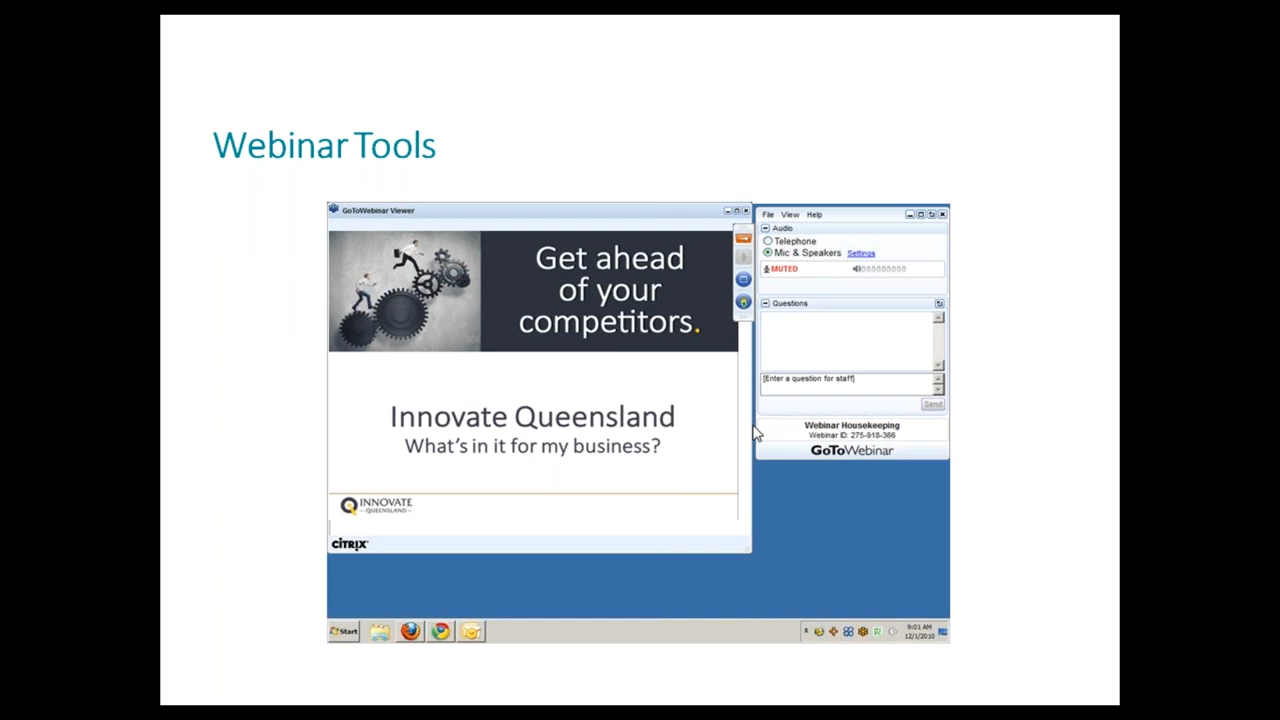 Webinar Tools
GoToWebinar Viewer
Get ahead
of your
competitors.
Innovate Queensland
What's in it for my business?
INNOVATE
QUEENSLAND
CITRIX
File View Help
Audio
Telephone
Mic & Speakers Settings
MUTED
Questions
[Enter a question for staff]
Send
Webinar Housekeeping
Webinar ID: 275-918-366
GoToWebinar
Start
9:01 AM
12/1/2010